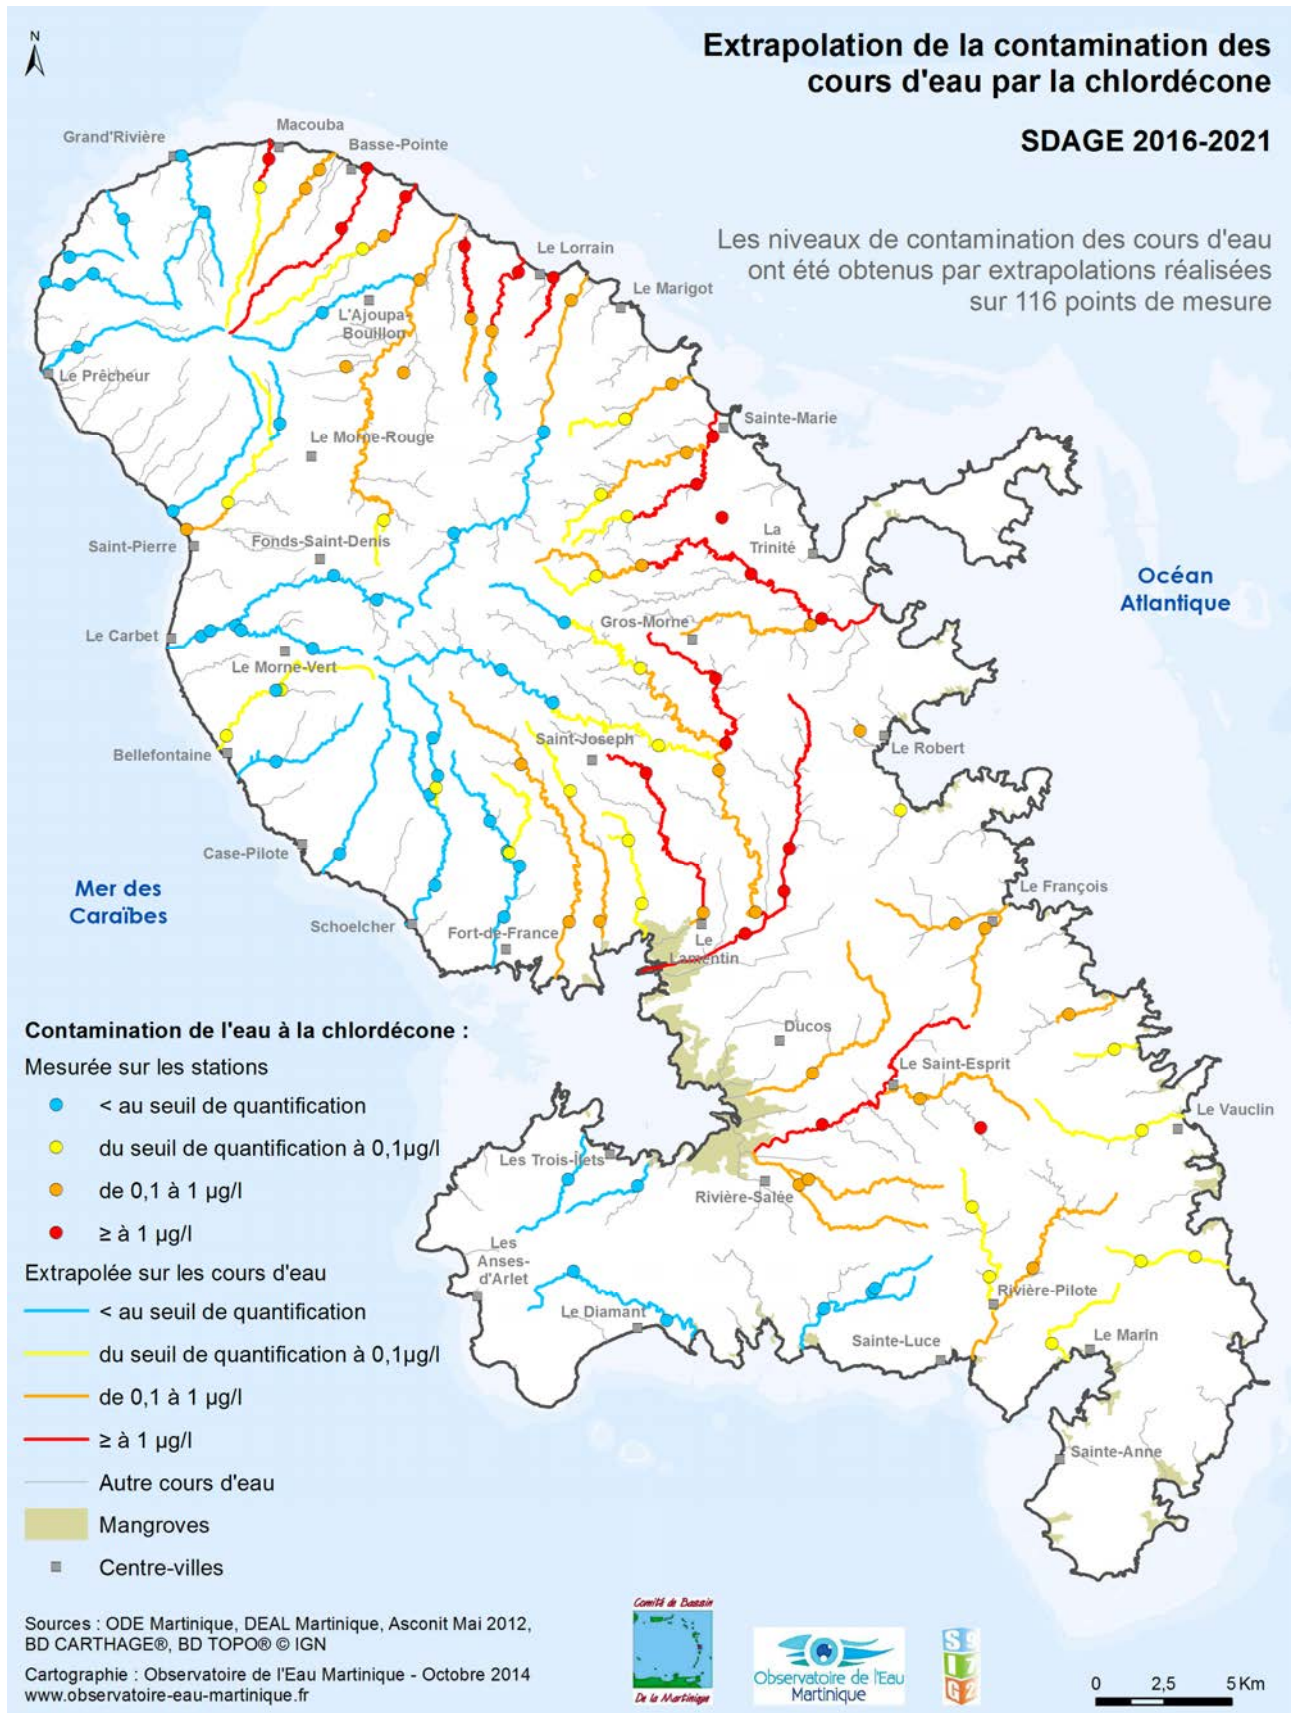 Extrapolation de la contamination des
cours d'eau par la chlordécone
SDAGE 2016-2021
Les niveaux de contamination des cours d'eau
ont été obtenus par extrapolations réalisées
sur 116 points de mesure
N
Macouba
Grand'Rivière
Basse-Pointe
Le Lorrain
Le Marigot
L'Ajoupa-
Bouillon
Le Prêcheur
Sainte-Marie
Le Morne-Rouge
La
Trinité
Saint-Pierre
Fonds-Saint-Denis
Océan
Atlantique
Gros-Morne
Le Carbet
Le Morne-Vert
Saint-Joseph
Le Robert
Bellefontaine
Case-Pilote
Mer des
Caraïbes
Le François
Schoelcher
Fort-de-France
Le
Lamentin
Ducos
Le Saint-Esprit
Le Vauclin
Les Trois-Îlets
Rivière-Salée
Les
Anses-
d'Arlet
Rivière-Pilote
Le Diamant
Sainte-Luce
Le Marin
Sainte-Anne
Contamination de l'eau à la chlordécone :
Mesurée sur les stations
< au seuil de quantification
du seuil de quantification à 0,1µg/l
de 0,1 à 1 µg/l
≥ à 1 µg/l
Extrapolée sur les cours d'eau
< au seuil de quantification
du seuil de quantification à 0,1µg/l
de 0,1 à 1 µg/l
≥ à 1 µg/l
Autre cours d'eau
Mangroves
Centre-villes
Sources : ODE Martinique, DEAL Martinique, Asconit Mai 2012,
BD CARTHAGE®, BD TOPO® © IGN
Cartographie : Observatoire de l'Eau Martinique - Octobre 2014
www.observatoire-eau-martinique.fr
Comité de Bassin
De la Martinique
Observatoire de l'Eau
Martinique
S 9
I 7
G 2
0 2,5 5 Km